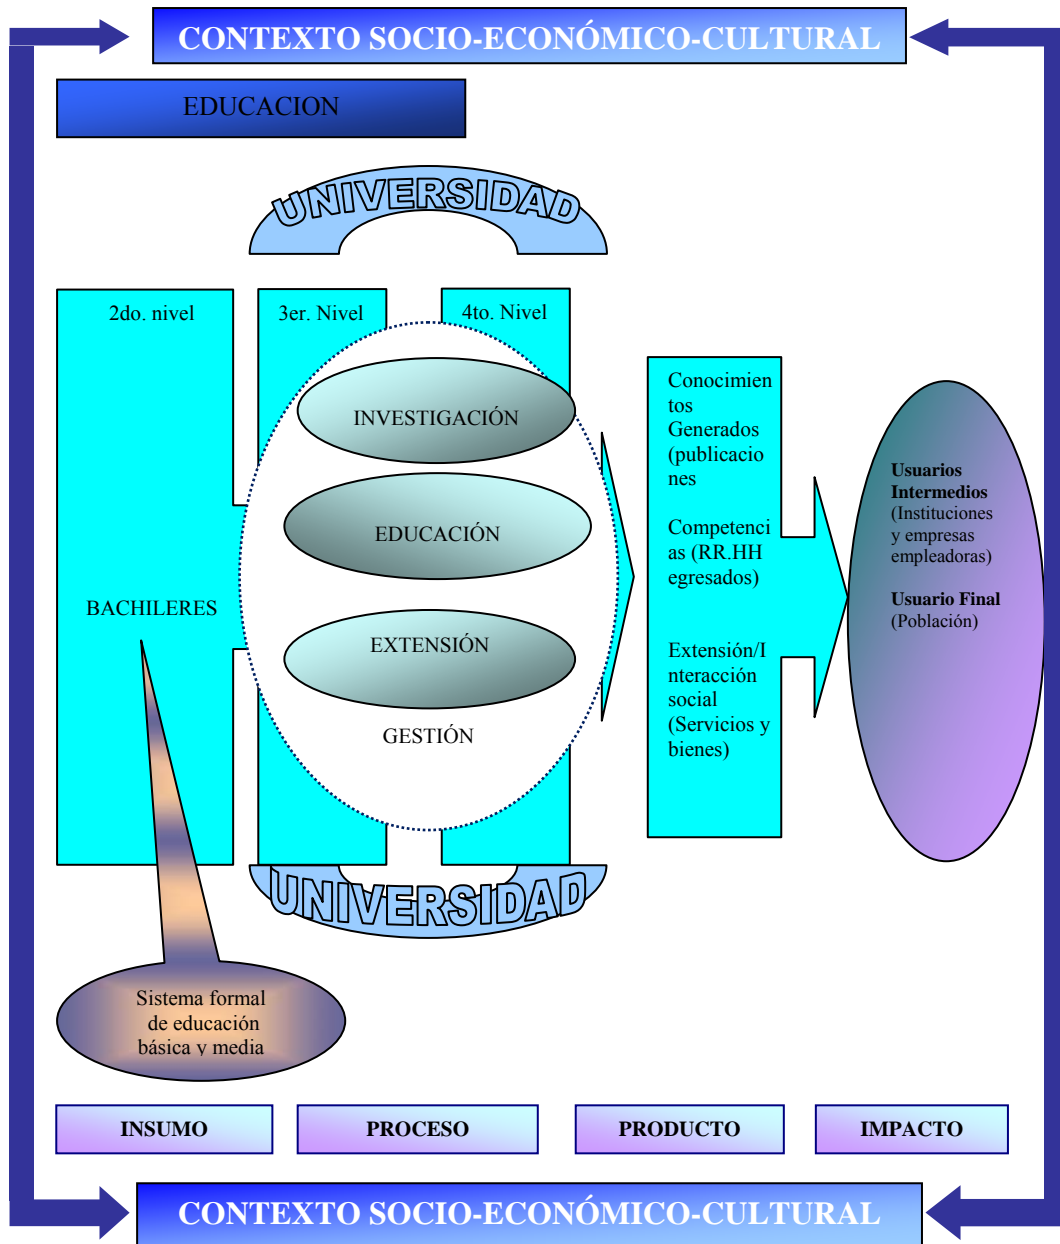 CONTEXTO SOCIO-ECONÓMICO-CULTURAL
EDUCACION
UNIVERSIDAD
2do. nivel
3er. Nivel
4to. Nivel
INVESTIGACIÓN
EDUCACIÓN
BACHILERES
EXTENSIÓN
GESTIÓN
Conocimien
tos
Generados
(publicacio
nes
Competenci
as (RR.HH
egresados)
Extensión/I
nteracción
social
(Servicios y
bienes)
Usuarios
Intermedios
(Instituciones
y empresas
empleadoras)
Usuario Final
(Población)
UNIVERSIDAD
Sistema formal
de educación
básica y media
INSUMO
PROCESO
PRODUCTO
IMPACTO
CONTEXTO SOCIO-ECONÓMICO-CULTURAL